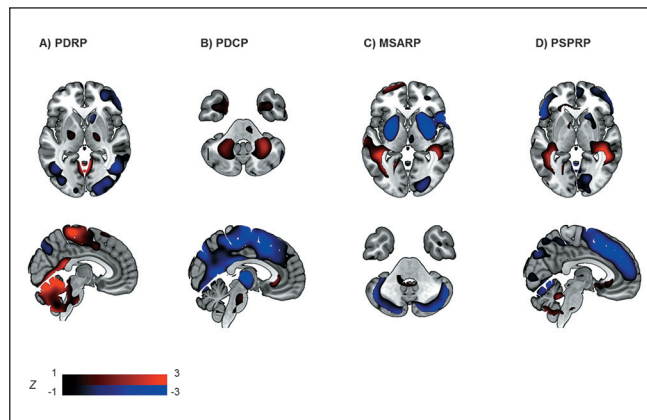 A) PDRP
B) PDCP
C) MSARP
D) PSPRP
1 3
Z
-1 -3